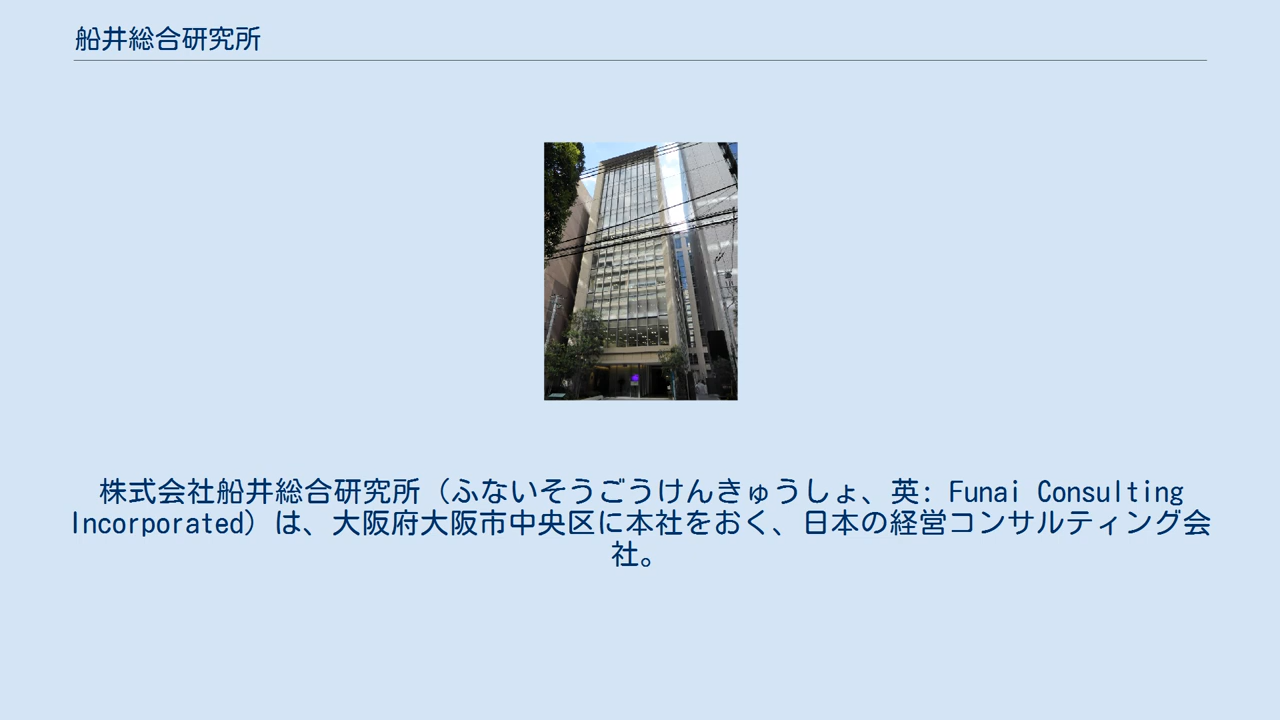 船井総合研究所
株式会社船井総合研究所（ふないそうごうけんきゅうしょ、英: Funai Consulting
Incorporated）は、大阪府大阪市中央区に本社をおく、日本の経営コンサルティング会
社。